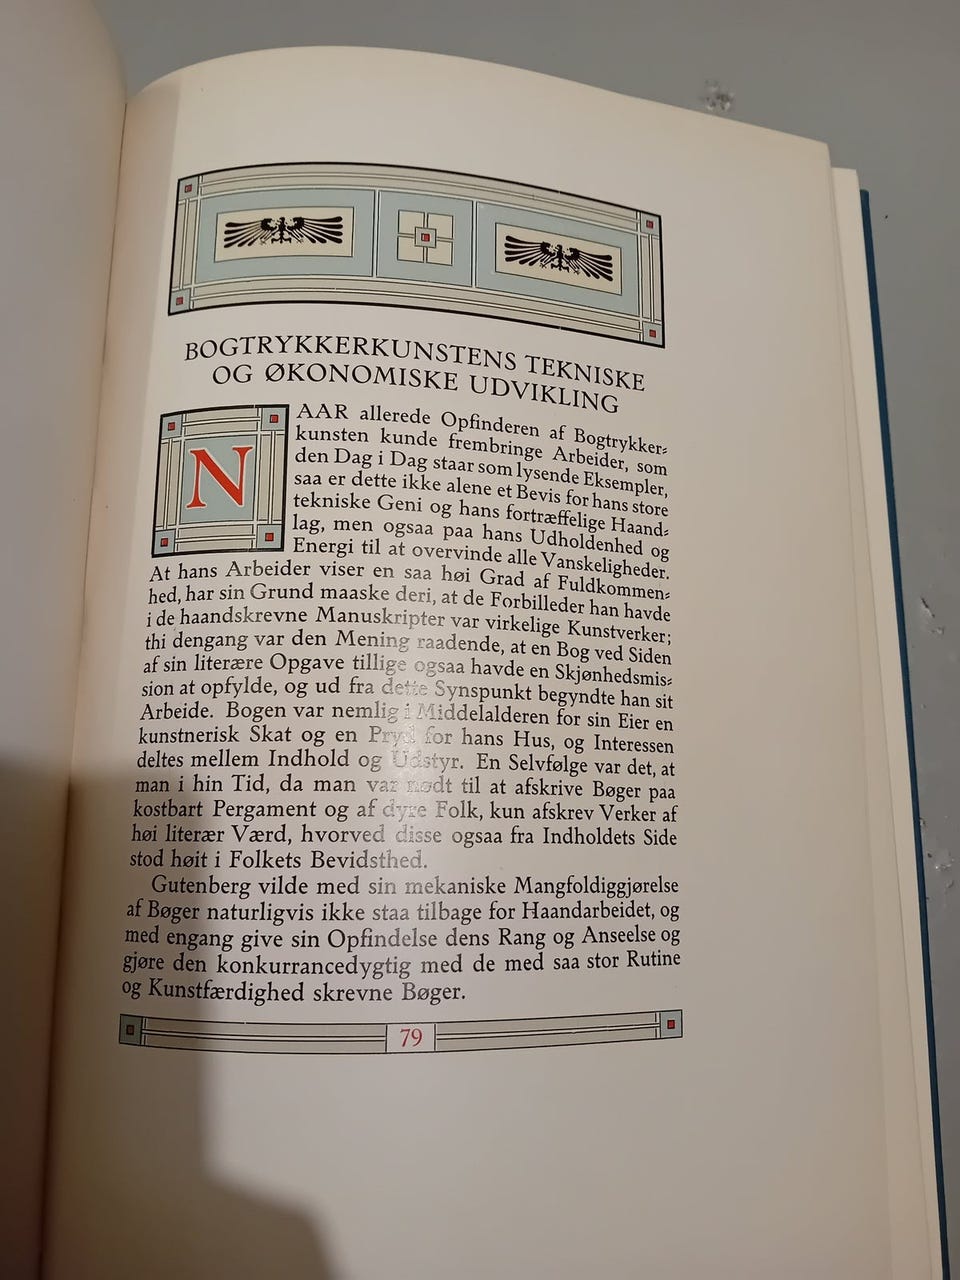 BOGTRYKKERKUNSTENS TEKNISKE
OG ØKONOMISKE UDVIKLING
NAAR allerede Opfinderen af Bogtrykker-
kunsten kunde frembringe Arbeider, som
den Dag i Dag staar som lysende Eksempler,
saa er dette ikke alene et Bevis for hans store
tekniske Geni og hans fortræffelige Haand-
lag, men ogsaa paa hans Udholdenhed og
Energi til at overvinde alle Vanskeligheder.
At hans Arbeider viser en saa høi Grad af Fuldkommen-
hed, har sin Grund maaske deri, at de Forbilleder han havde
i de haandskrevne Manuskripter var virkelige Kunstverker;
thi dengang var den Mening raadende, at en Bog ved Siden
af sin literære Opgave tillige ogsaa havde en Skjønhedsmis-
sion at opfylde, og ud fra dette Synspunkt begyndte han sit
Arbeide. Bogen var nemlig i Middelalderen for sin Eier en
kunstnerisk Skat og en Pryd for hans Hus, og Interessen
deltes mellem Indhold og Udstyr. En Selvfølge var det, at
man i hin Tid, da man var nødt til at afskrive Bøger paa
kostbart Pergament og af dyre Folk, kun afskrev Verker af
høi literær Værd, hvorved disse ogsaa fra Indholdets Side
stod høit i Folkets Bevidsthed.
Gutenberg vilde med sin mekaniske Mangfoldiggjørelse
af Bøger naturligvis ikke staa tilbage for Haandarbeidet, og
med engang give sin Opfindelse dens Rang og Anseelse og
gjøre den konkurrancedygtig med de med saa stor Rutine
og Kunstfærdighed skrevne Bøger.
79